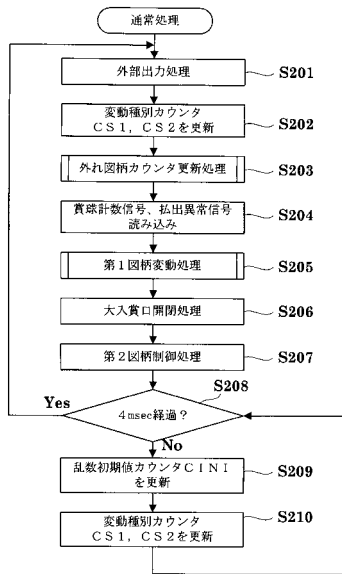 通常処理
外部出力処理
S201
変動種別カウンタ
CS1，CS2を更新
S202
外れ図柄カウンタ更新処理
S203
賞球計数信号、払出異常信号
読み込み
S204
第1図柄変動処理
S205
大入賞口開閉処理
S206
第2図柄制御処理
S207
S208
Yes
4msec経過？
No
乱数初期値カウンタCINI
を更新
S209
変動種別カウンタ
CS1，CS2を更新
S210